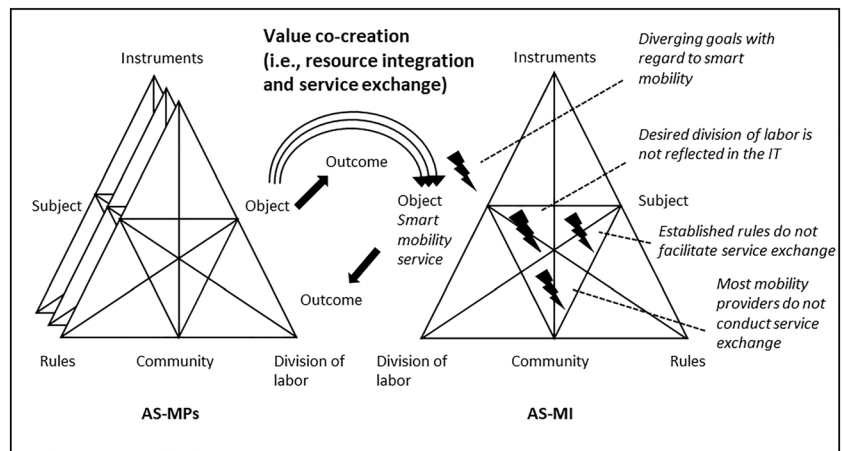 Value co-creation
(i.e., resource integration
and service exchange)
Instruments
Instruments
Diverging goals with
regard to smart
mobility
Desired division of labor is
not reflected in the IT
Outcome
Subject
Object
Object
Smart
mobility
service
Subject
Established rules do not
facilitate service exchange
Outcome
Most mobility
providers do not
conduct service
exchange
Rules
Community
Division of
labor
Division of
labor
Community
Rules
AS-MPs
AS-MI